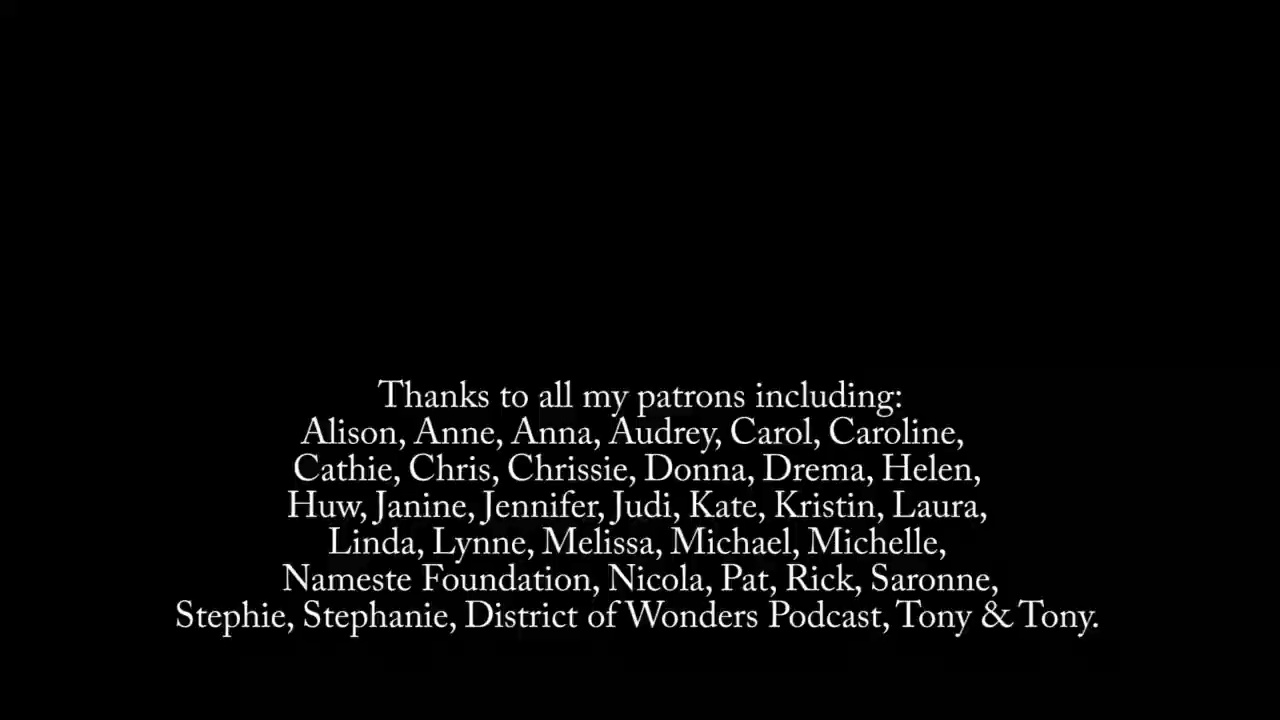 Thanks to all my patrons including:
Alison, Anne, Anna, Audrey, Carol, Caroline,
Cathie, Chris, Chrissie, Donna, Drema, Helen,
Huw, Janine, Jennifer, Judi, Kate, Kristin, Laura,
Linda, Lynne, Melissa, Michael, Michelle,
Nameste Foundation, Nicola, Pat, Rick, Saronne,
Stephie, Stephanie, District of Wonders Podcast, Tony & Tony.